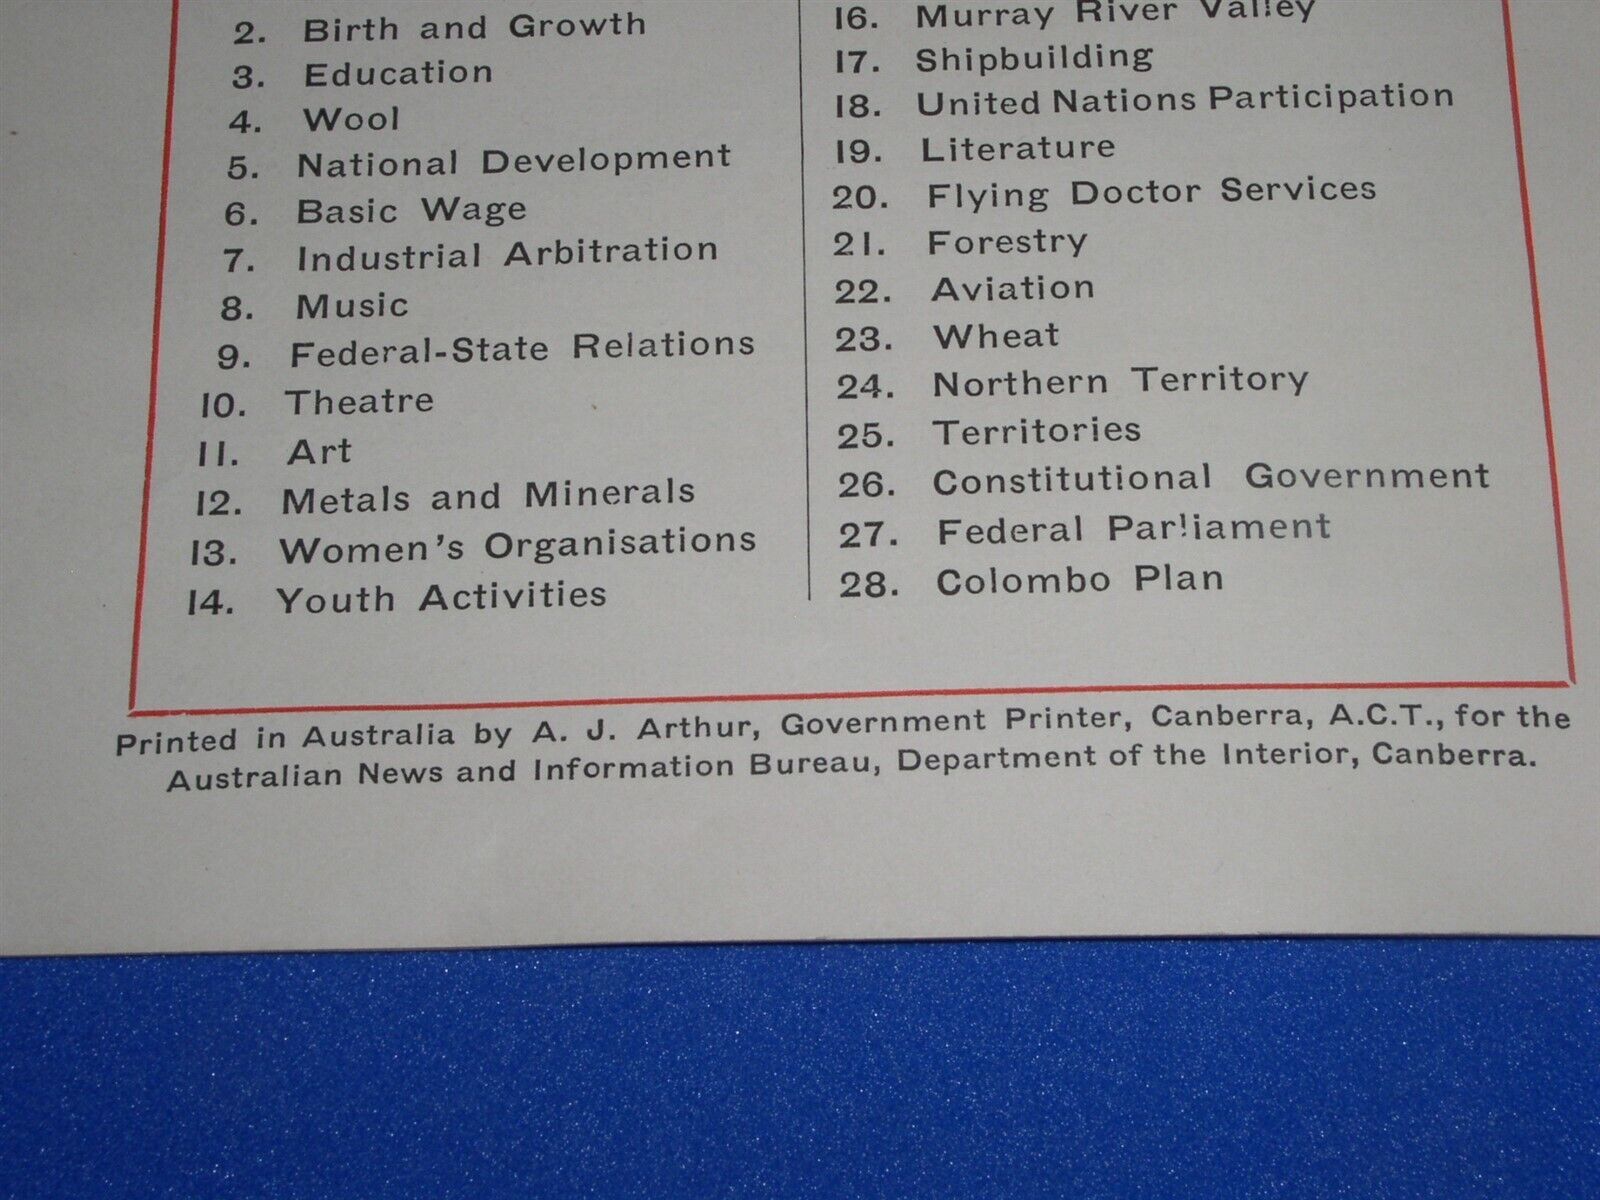 2. Birth and Growth
3. Education
4. Wool
5. National Development
6. Basic Wage
7. Industrial Arbitration
8. Music
9. Federal-State Relations
10. Theatre
11. Art
12. Metals and Minerals
13. Women's Organisations
14. Youth Activities
16. Murray River Valley
17. Shipbuilding
18. United Nations Participation
19. Literature
20. Flying Doctor Services
21. Forestry
22. Aviation
23. Wheat
24. Northern Territory
25. Territories
26. Constitutional Government
27. Federal Parliament
28. Colombo Plan
Printed in Australia by A. J. Arthur, Government Printer, Canberra, A.C.T., for the
Australian News and Information Bureau, Department of the Interior, Canberra.